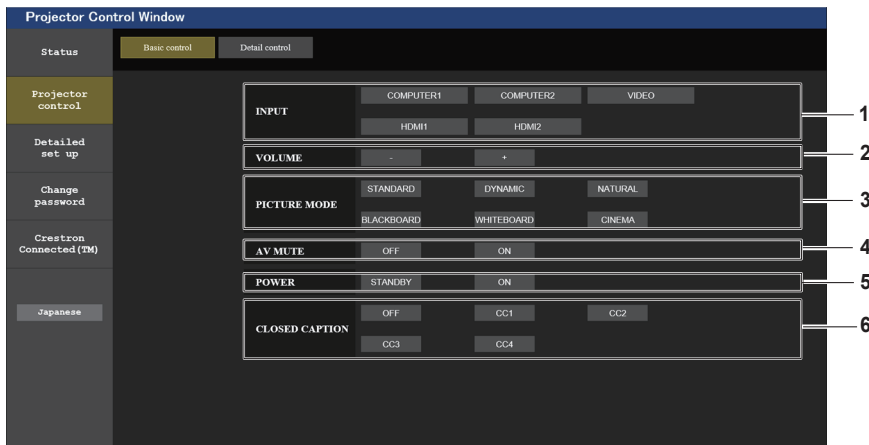 Projector Control Window
Status
Basic control
Detail control
Projector
control
Detailed
set up
Change
password
Crestron
Connected(TM)
Japanese
INPUT
COMPUTER1 COMPUTER2 VIDEO
HDMI1 HDMI2
1
VOLUME - +
2
PICTURE MODE
STANDARD DYNAMIC NATURAL
BLACKBOARD WHITEBOARD CINEMA
3
AV MUTE OFF ON
4
POWER STANDBY ON
5
CLOSED CAPTION
OFF CC1 CC2
CC3 CC4
6